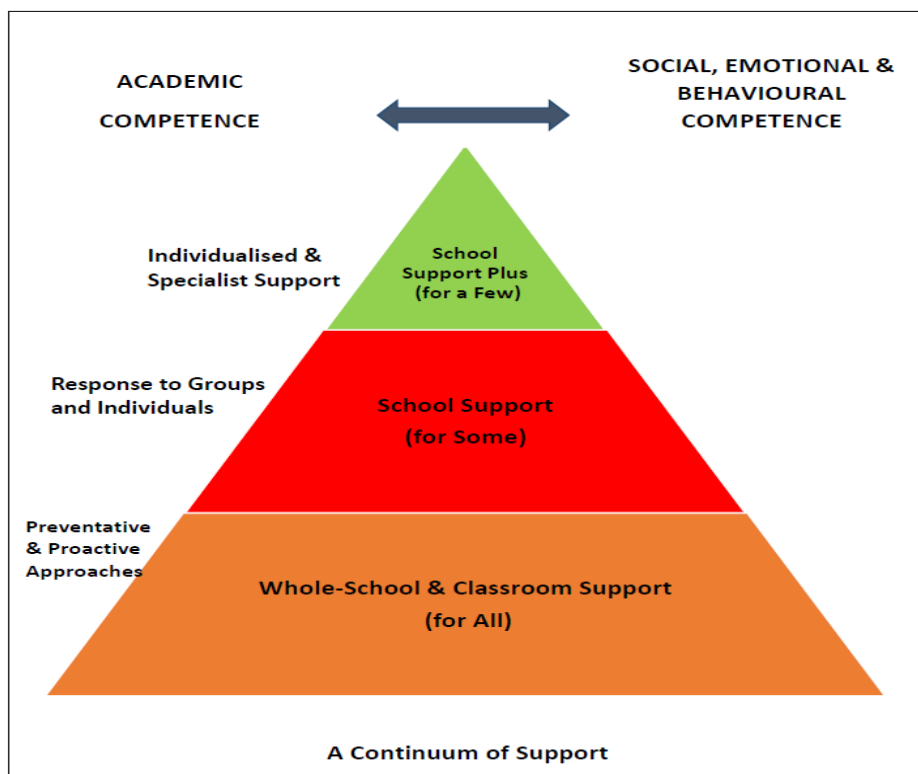 ACADEMIC
COMPETENCE
SOCIAL, EMOTIONAL &
BEHAVIOURAL
COMPETENCE
Individualised &
Specialist Support
School
Support Plus
(for a Few)
Response to Groups
and Individuals
School Support
(for Some)
Preventative
& Proactive
Approaches
Whole-School & Classroom Support
(for All)
A Continuum of Support